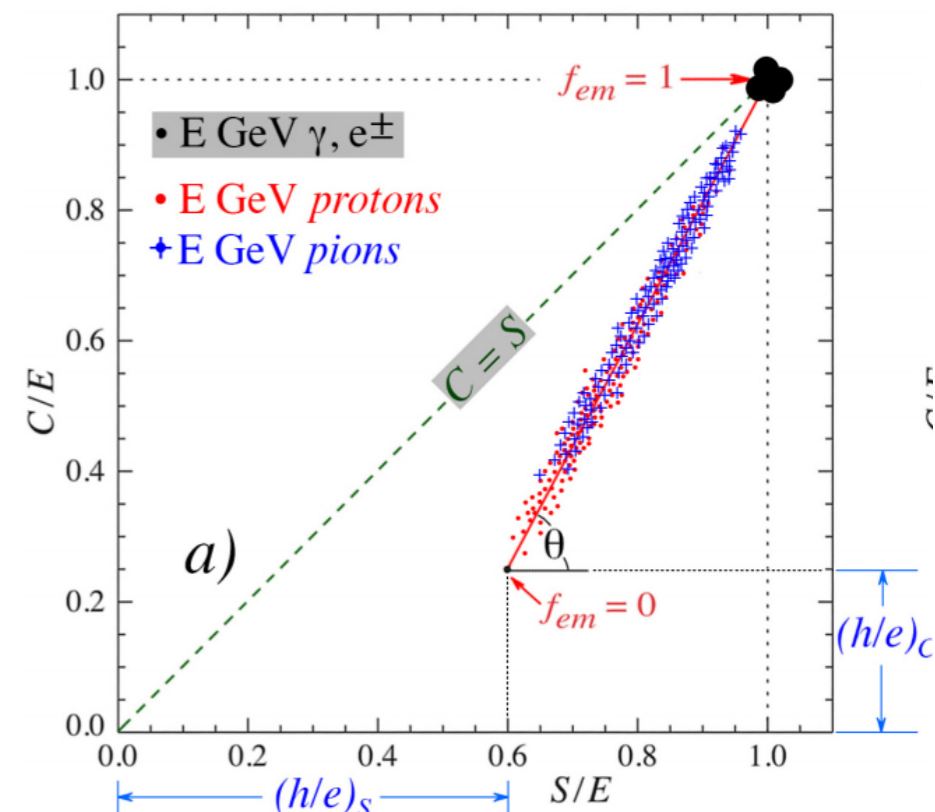 1.0
0.8
0.6
0.4
0.2
0.0
C/E
f_em = 1
• E GeV γ, e±
• E GeV protons
+ E GeV pions
C = S
a)
θ
f_em = 0
(h/e)_C
C/E
0.0 0.2 0.4 0.6 0.8 1.0
(h/e)_S
S/E